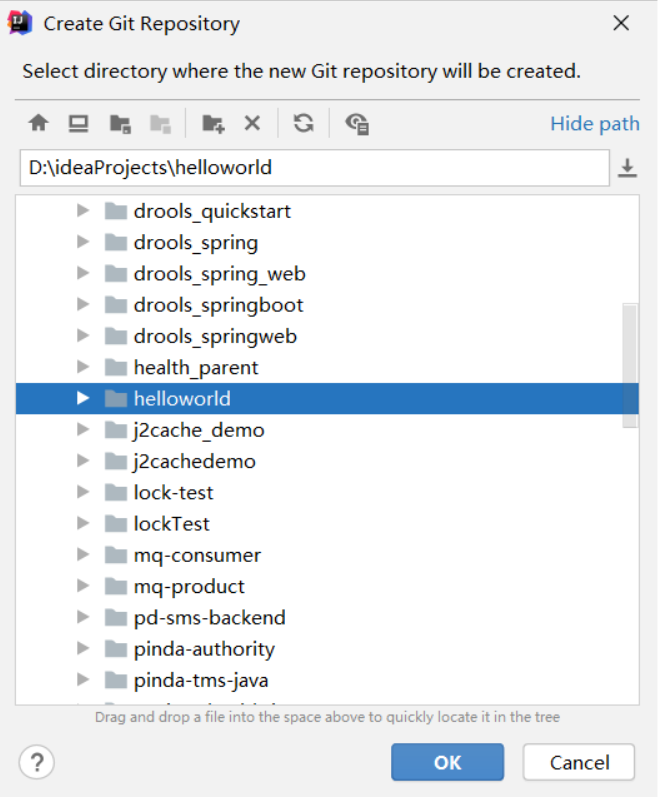 Create Git Repository
Select directory where the new Git repository will be created.
Hide path
D:\ideaProjects\helloworld
drools_quickstart
drools_spring
drools_spring_web
drools_springboot
drools_springweb
health_parent
helloworld
j2cache_demo
j2cachedemo
lock-test
lockTest
mq-consumer
mq-product
pd-sms-backend
pinda-authority
pinda-tms-java
Drag and drop a file into the space above to quickly locate it in the tree
? OK Cancel